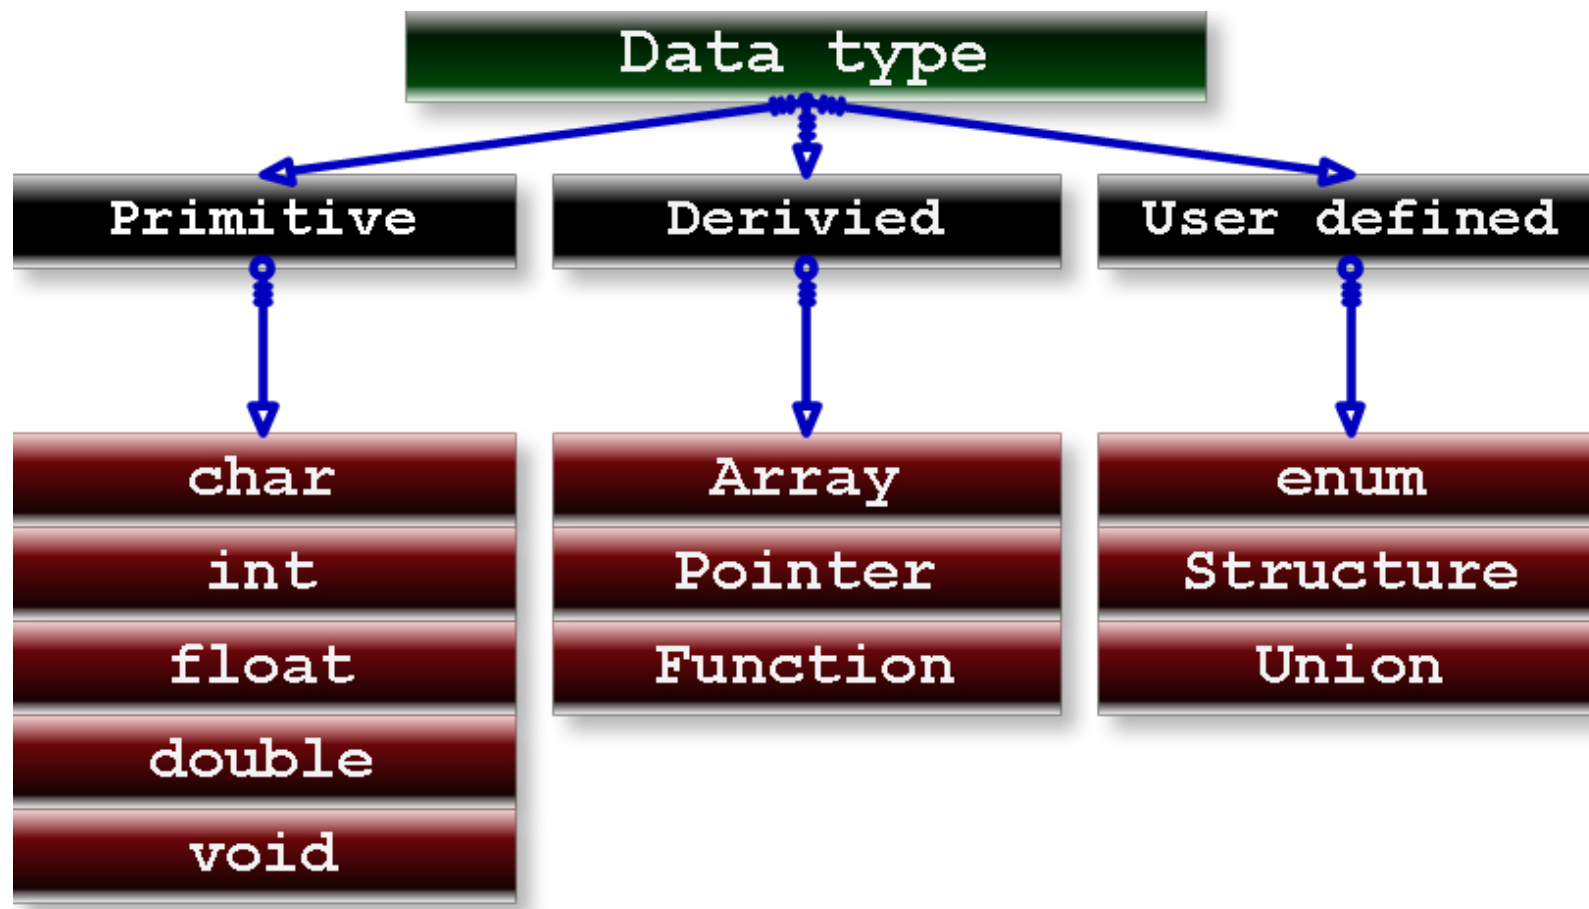 Data type
Primitive
Derivied
User defined
char
int
float
double
void
Array
Pointer
Function
enum
Structure
Union